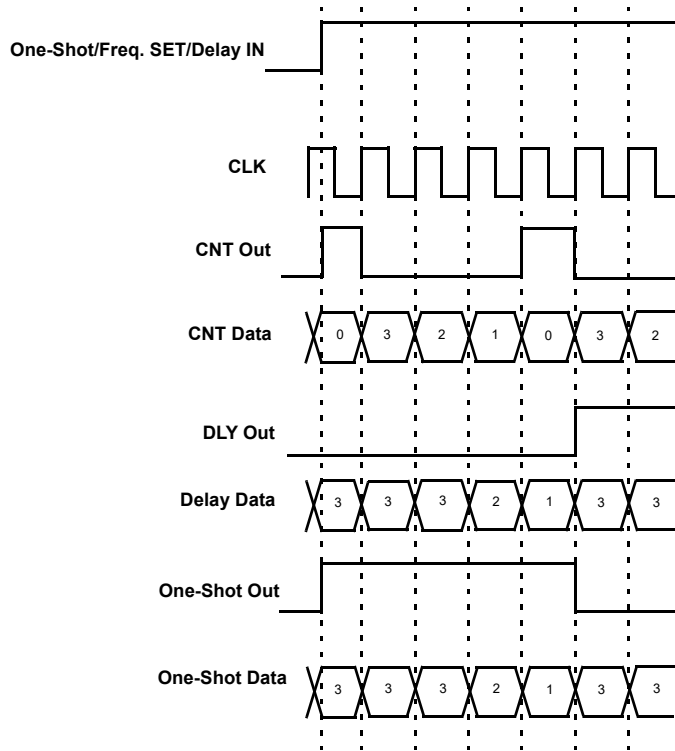 One-Shot/Freq. SET/Delay IN
CLK
CNT Out
CNT Data 0 3 2 1 0 3 2
DLY Out
Delay Data 3 3 3 2 1 3 3
One-Shot Out
One-Shot Data 3 3 3 2 1 3 3